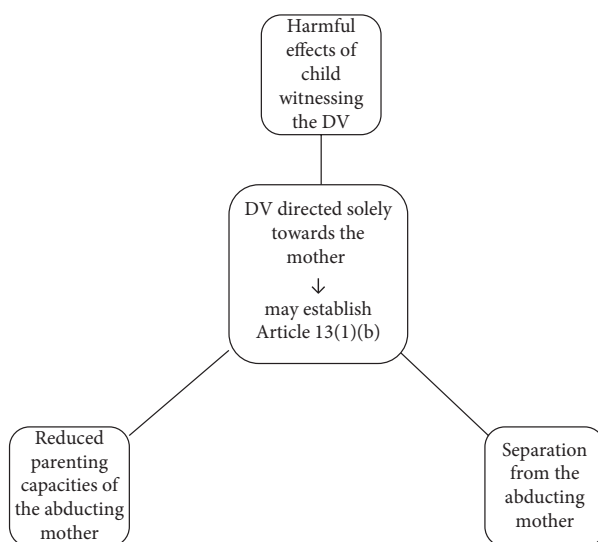 Harmful
effects of
child
witnessing
the DV
DV directed solely
towards the
mother
↓
may establish
Article 13(1)(b)
Reduced
parenting
capacities of
the abducting
mother
Separation
from the
abducting
mother